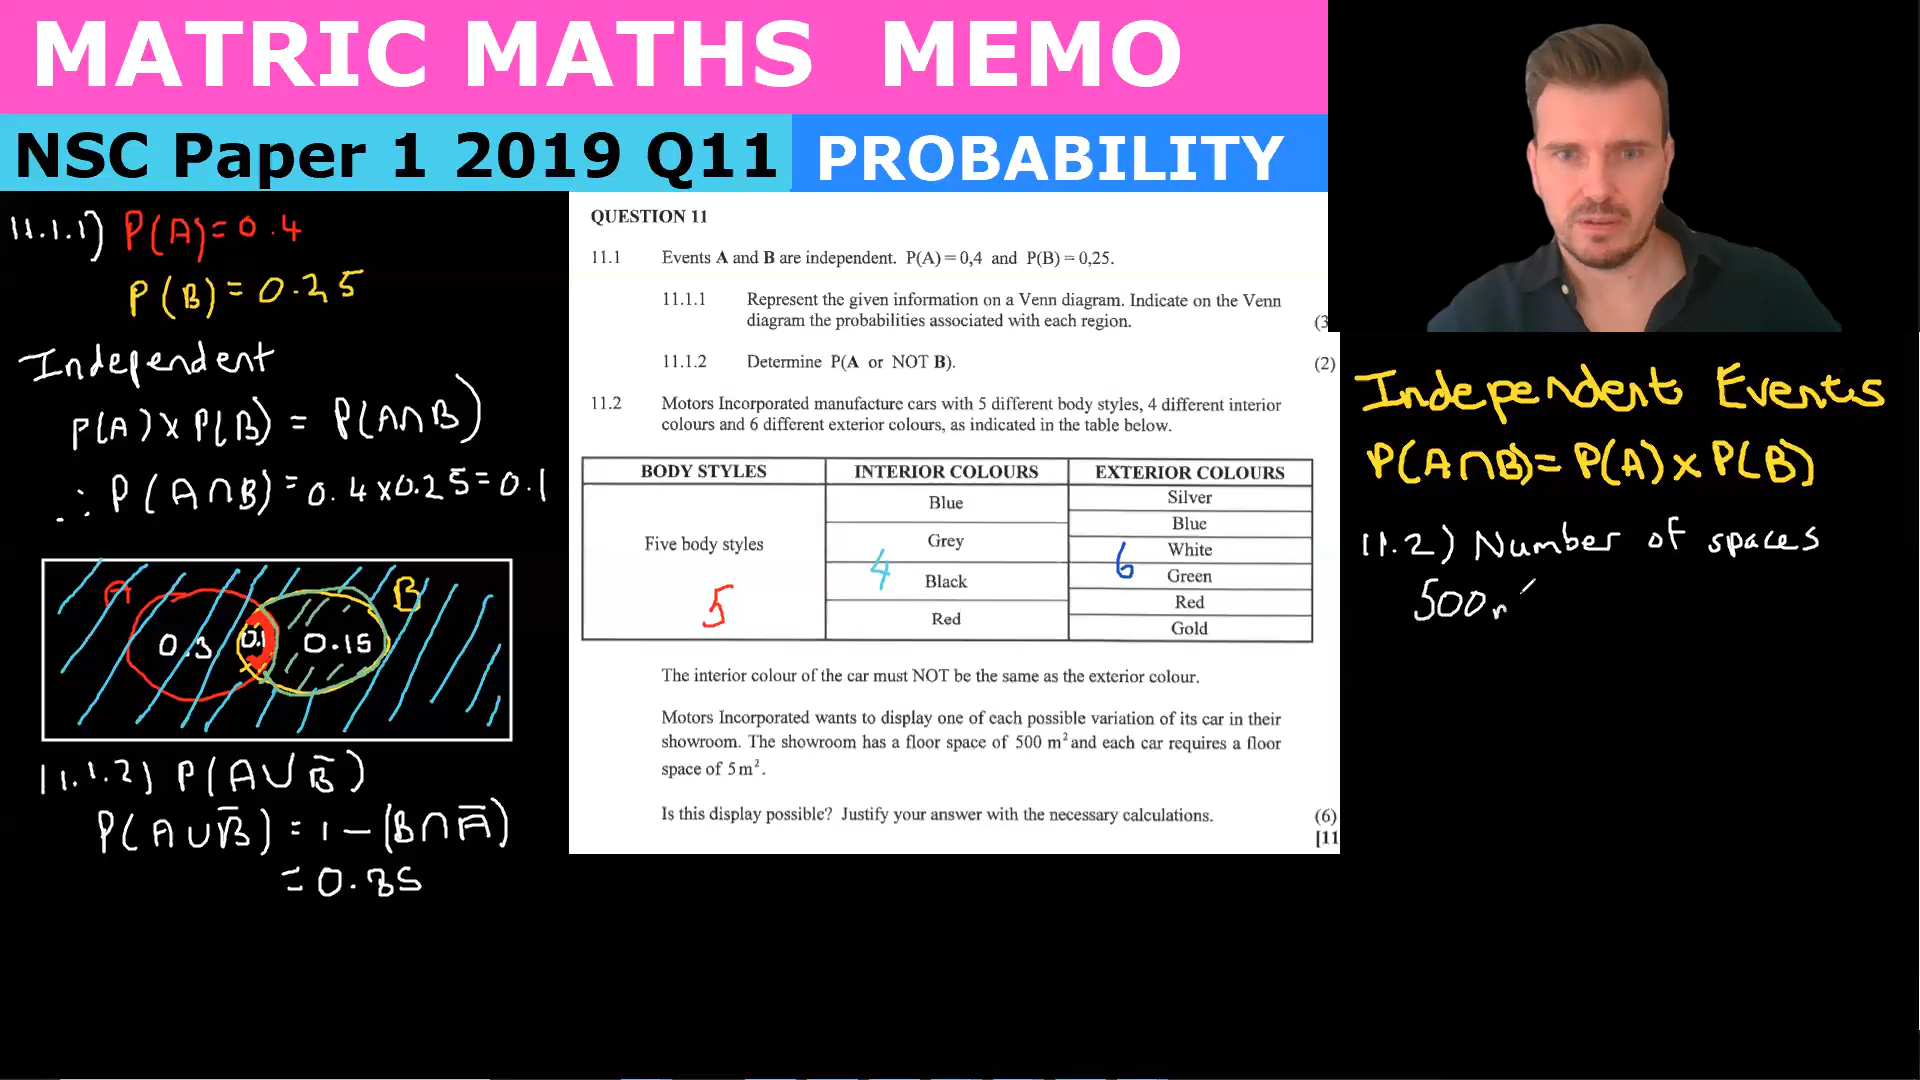 MATRIC MATHS MEMO
NSC Paper 1 2019 Q11 PROBABILITY
11.1.1) P(A)=0.4
P(B)=0.25
Independent
P(A)×P(B) = P(A∩B)
∴ P(A∩B)=0.4×0.25=0.1
A B
0.3 0.1 0.15
11.1.2) P(A∪B̄)
P(A∪B̄) = 1-(B∩Ā)
=0.85
QUESTION 11
11.1 Events A and B are independent. P(A)=0,4 and P(B)=0,25.
11.1.1 Represent the given information on a Venn diagram. Indicate on the Venn
diagram the probabilities associated with each region. (3
11.1.2 Determine P(A or NOT B). (2)
11.2 Motors Incorporated manufacture cars with 5 different body styles, 4 different interior
colours and 6 different exterior colours, as indicated in the table below.
BODY STYLES INTERIOR COLOURS EXTERIOR COLOURS
Five body styles
5
Blue
Grey
Black
Red
4
Silver
Blue
White
Green
Red
Gold
6
The interior colour of the car must NOT be the same as the exterior colour.
Motors Incorporated wants to display one of each possible variation of its car in their
showroom. The showroom has a floor space of 500 m² and each car requires a floor
space of 5 m².
Is this display possible? Justify your answer with the necessary calculations. (6)
[11
Independent Events
P(A∩B)=P(A)×P(B)
11.2) Number of spaces
500